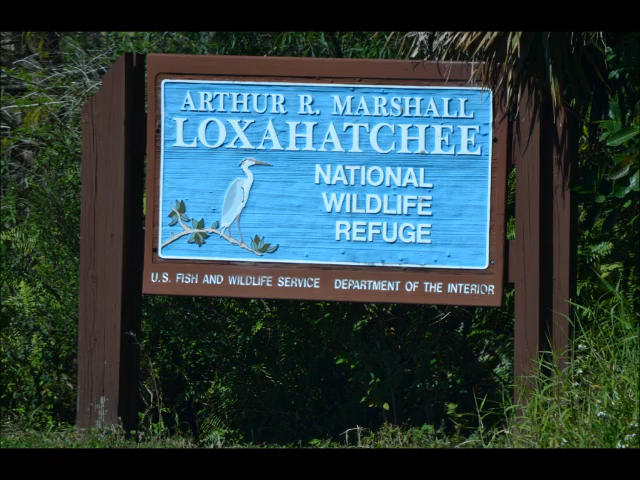 ARTHUR R. MARSHALL
LOXAHATCHEE
NATIONAL
WILDLIFE
REFUGE
U.S. FISH AND WILDLIFE SERVICE DEPARTMENT OF THE INTERIOR